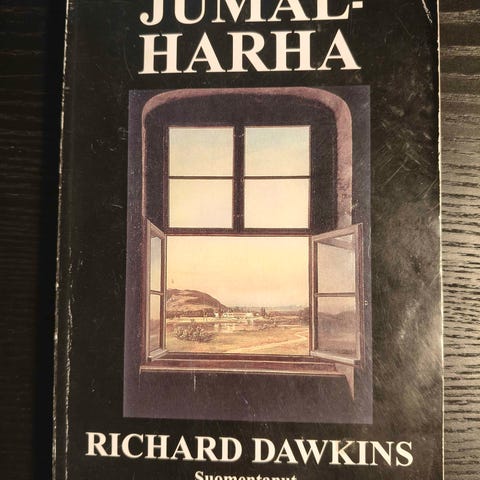 JUMAL-
HARHA
RICHARD DAWKINS
Suomentanut